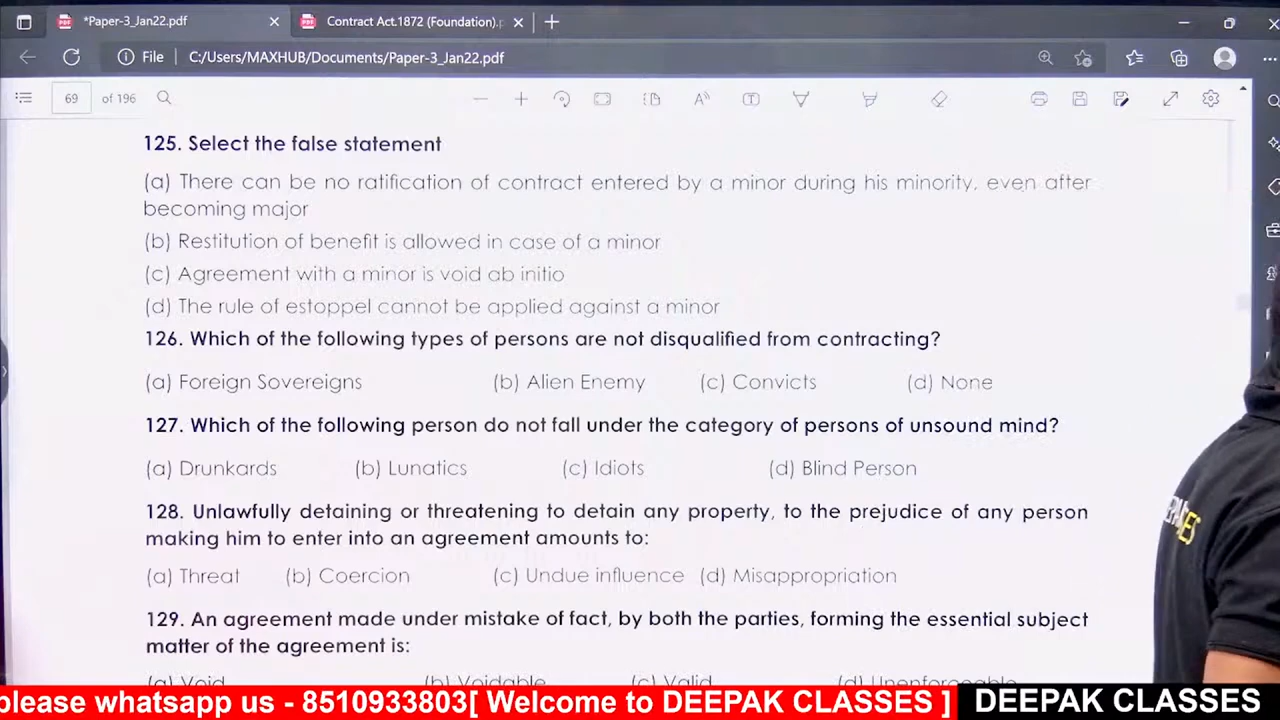 *Paper-3_Jan22.pdf
Contract Act.1872 (Foundation).
File
C:/Users/MAXHUB/Documents/Paper-3_Jan22.pdf
69 of 196
125. Select the false statement
(a) There can be no ratification of contract entered by a minor during his minority, even after
becoming major
(b) Restitution of benefit is allowed in case of a minor
(c) Agreement with a minor is void ab initio
(d) The rule of estoppel cannot be applied against a minor
126. Which of the following types of persons are not disqualified from contracting?
(a) Foreign Sovereigns (b) Alien Enemy (c) Convicts (d) None
127. Which of the following person do not fall under the category of persons of unsound mind?
(a) Drunkards (b) Lunatics (c) Idiots (d) Blind Person
128. Unlawfully detaining or threatening to detain any property, to the prejudice of any person
making him to enter into an agreement amounts to:
(a) Threat (b) Coercion (c) Undue influence (d) Misappropriation
129. An agreement made under mistake of fact, by both the parties, forming the essential subject
matter of the agreement is:
(a) Void (b) Voidable (c) Valid (d) Unenforceable
please whatsapp us - 8510933803[ Welcome to DEEPAK CLASSES ] DEEPAK CLASSES